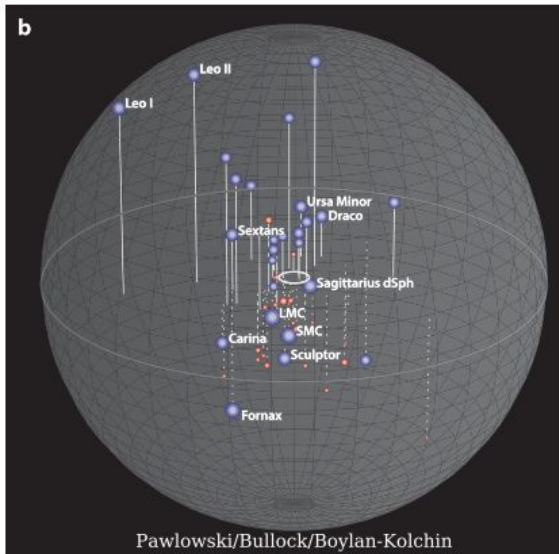 b
Leo II
Leo I
Ursa Minor
Draco
Sextans
Sagittarius dSph
LMC
SMC
Carina
Sculptor
Fornax
Pawlowski/Bullock/Boylan-Kolchin